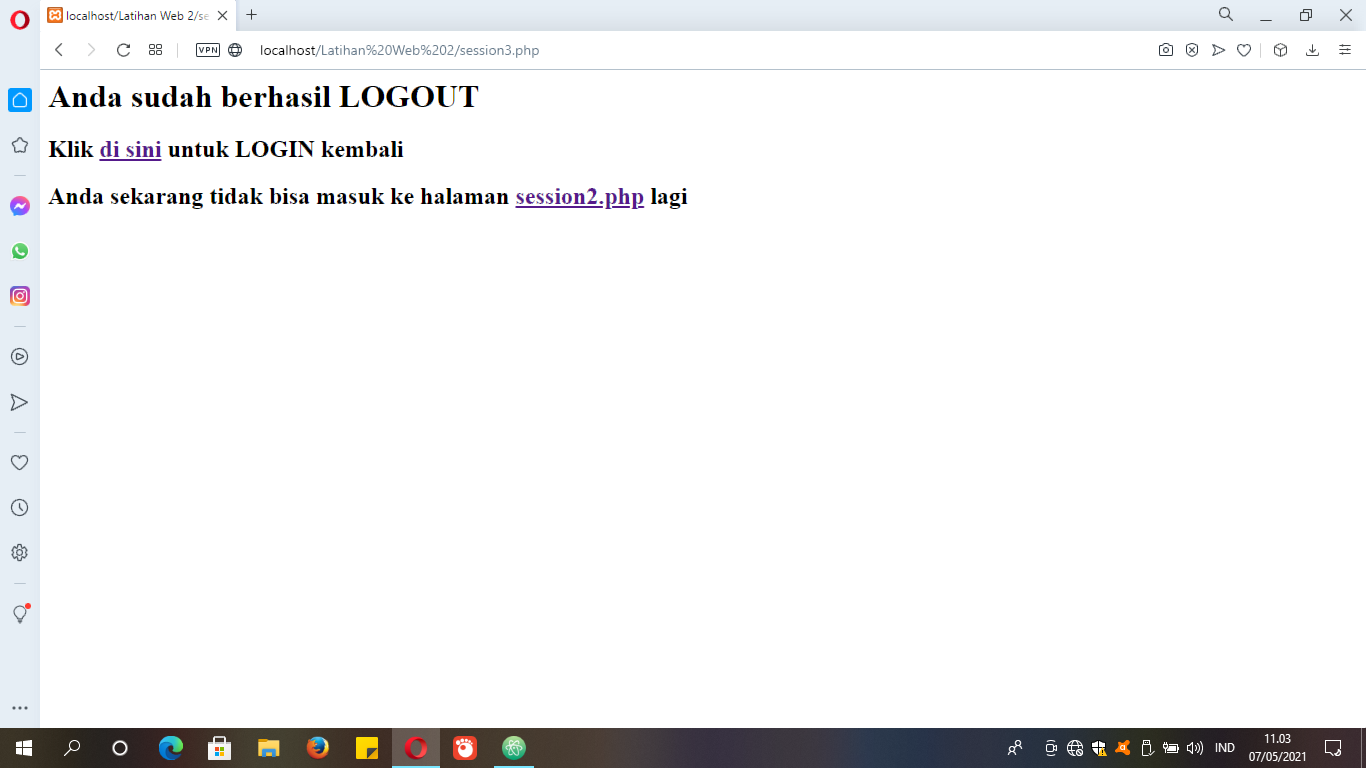 localhost/Latihan Web 2/se
VPN
localhost/Latihan%20Web%202/session3.php
Anda sudah berhasil LOGOUT
Klik di sini untuk LOGIN kembali
Anda sekarang tidak bisa masuk ke halaman session2.php lagi
IND
11.03
07/05/2021